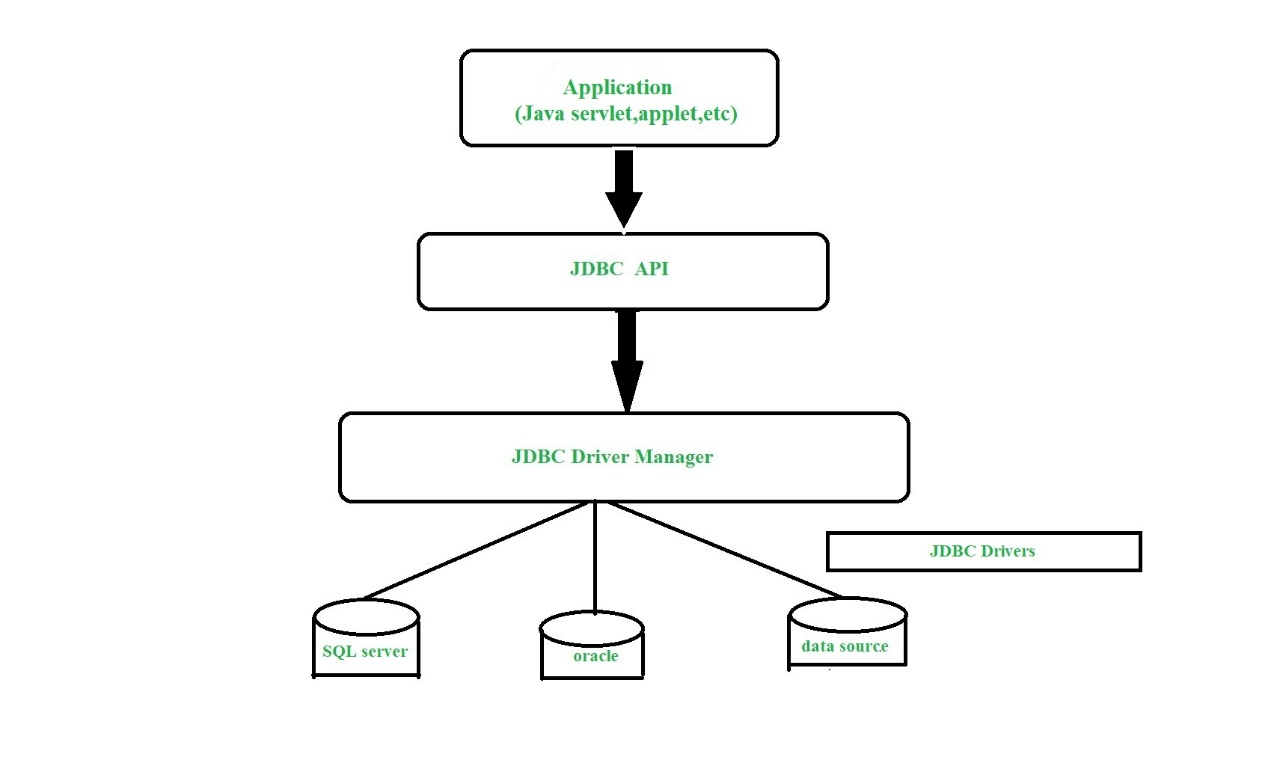 Application
(Java servlet,applet,etc)
JDBC  API
JDBC Driver Manager
JDBC Drivers
SQL server
oracle
data source